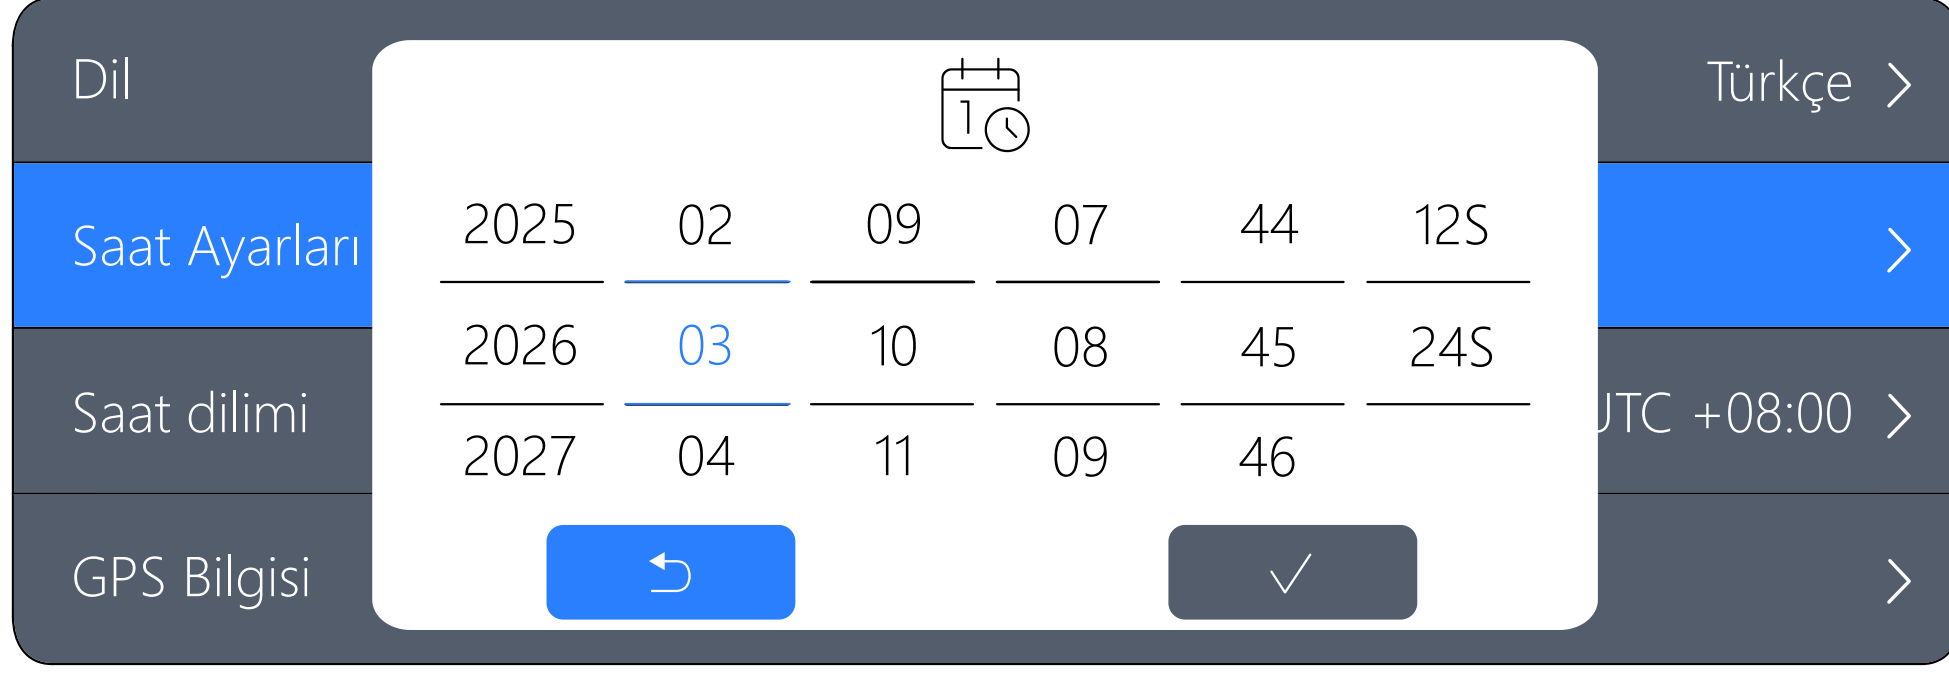 Dil
Türkçe
Saat Ayarları
Saat dilimi
UTC +08:00
GPS Bilgisi
1
2025 02 09 07 44 12S
2026 03 10 08 45 24S
2027 04 11 09 46